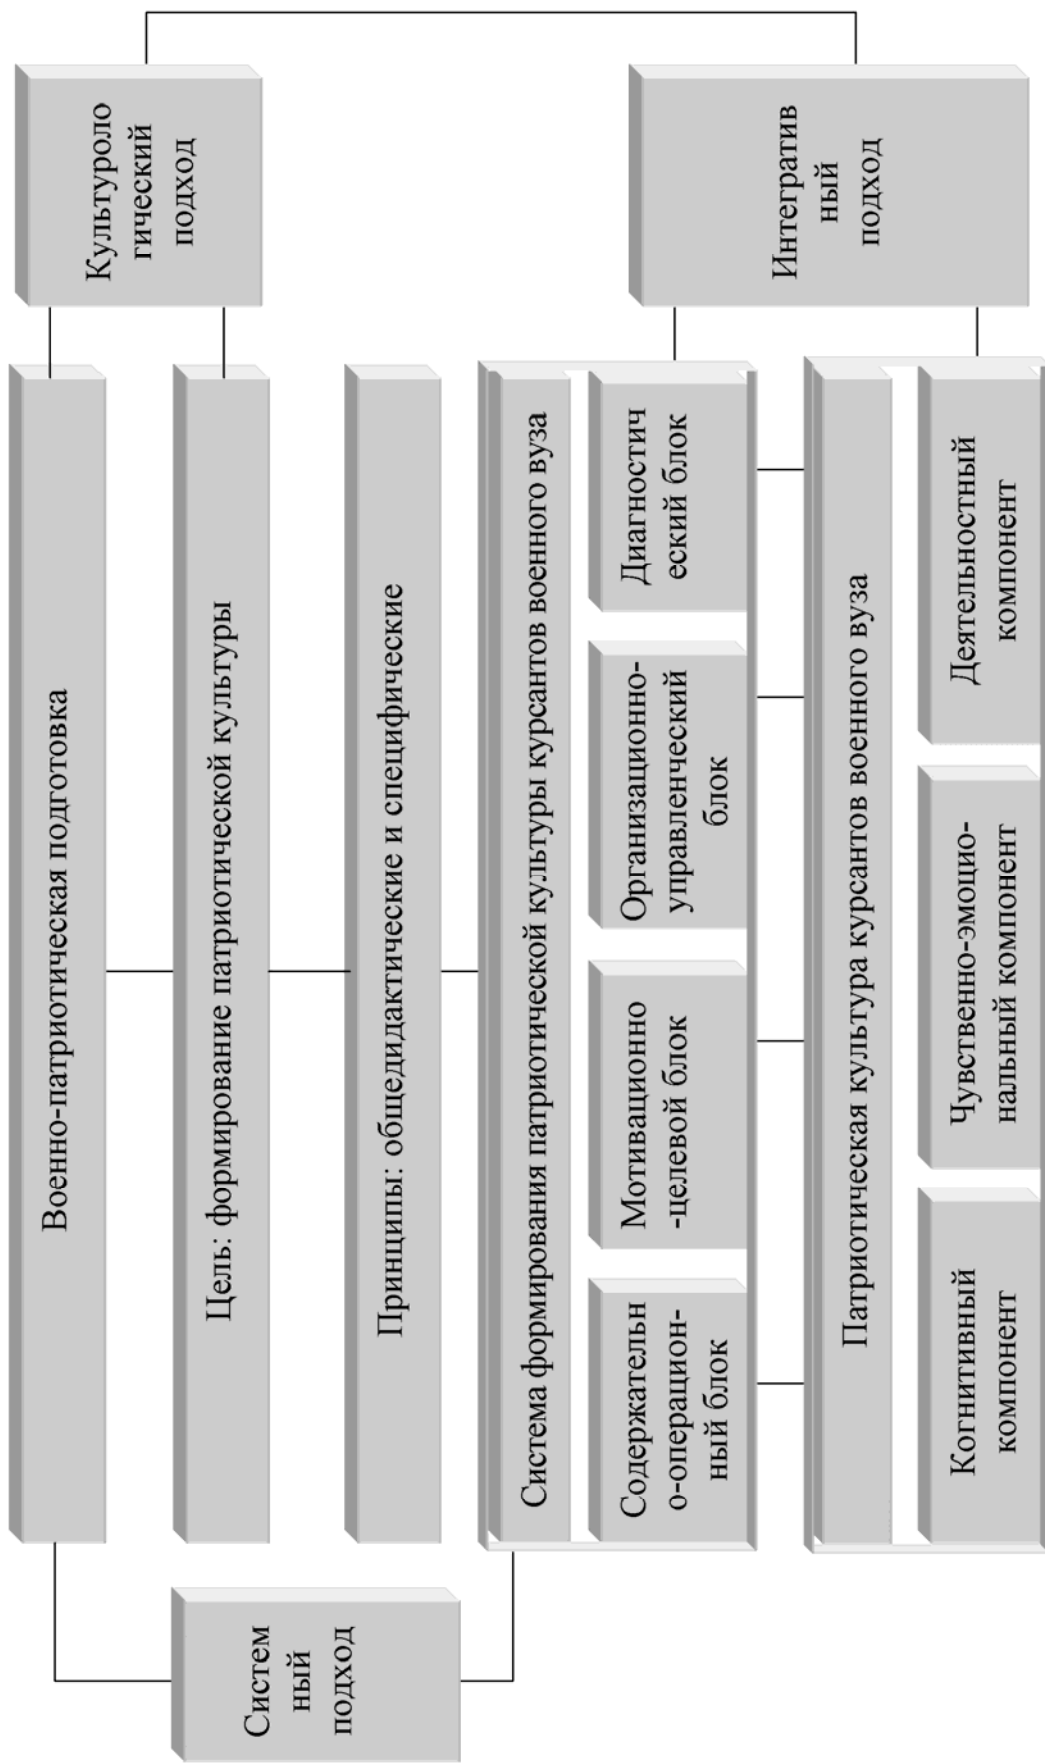 Военно-патриотическая подготовка
Цель: формирование патриотической культуры
Культуроло
гический
подход
Систем
ный
подход
Принципы: общедидактические и специфические
Система формирования патриотической культуры курсантов военного вуза
Содержательн
о-операцион-
ный блок
Мотивационно
-целевой блок
Организационно-
управленческий
блок
Диагностич
еский блок
Интегратив
ный
подход
Патриотическая культура курсантов военного вуза
Когнитивный
компонент
Чувственно-эмоцио-
нальный компонент
Деятельностный
компонент